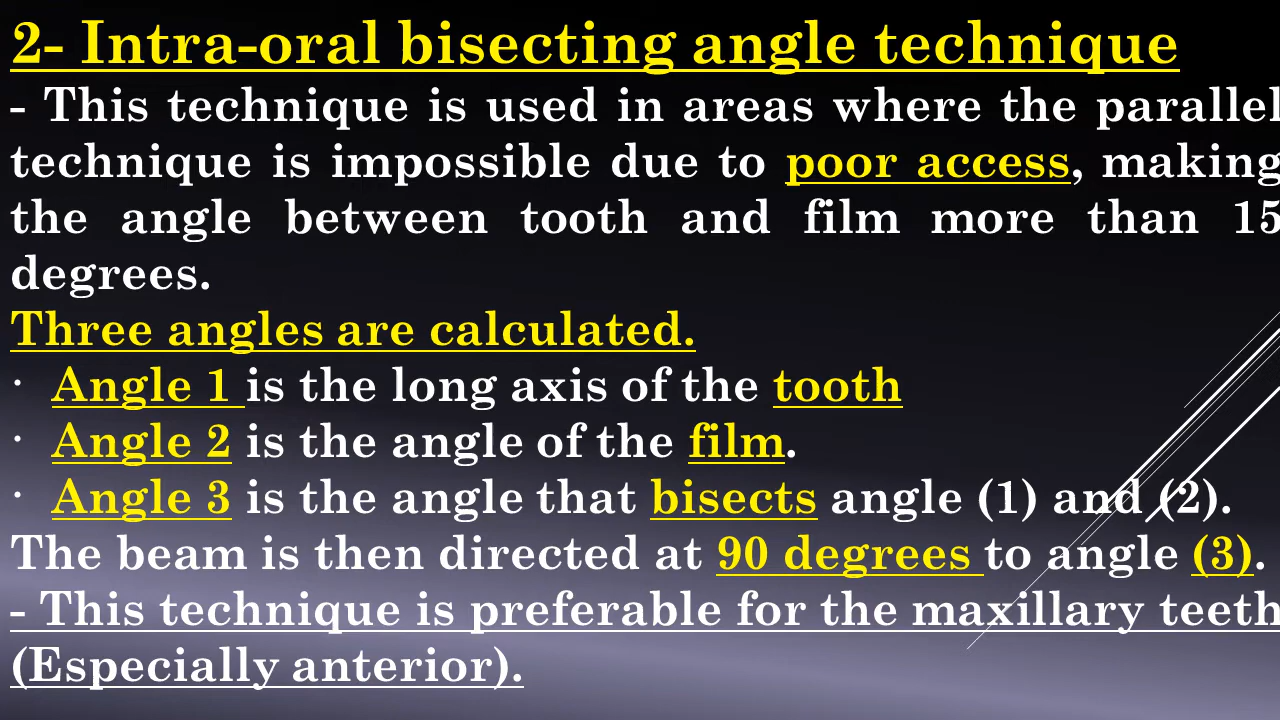 2- Intra-oral bisecting angle technique
- This technique is used in areas where the parallel
technique is impossible due to poor access, making
the angle between tooth and film more than 15
degrees.
Three angles are calculated.
· Angle 1 is the long axis of the tooth
· Angle 2 is the angle of the film.
· Angle 3 is the angle that bisects angle (1) and (2).
The beam is then directed at 90 degrees to angle (3).
- This technique is preferable for the maxillary teeth
(Especially anterior).